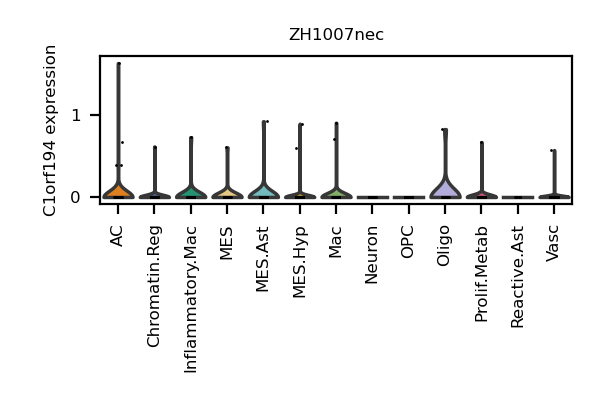 ZH1007nec
C1orf194 expression
1
0
AC
Chromatin.Reg
Inflammatory.Mac
MES
MES.Ast
MES.Hyp
Mac
Neuron
OPC
Oligo
Prolif.Metab
Reactive.Ast
Vasc